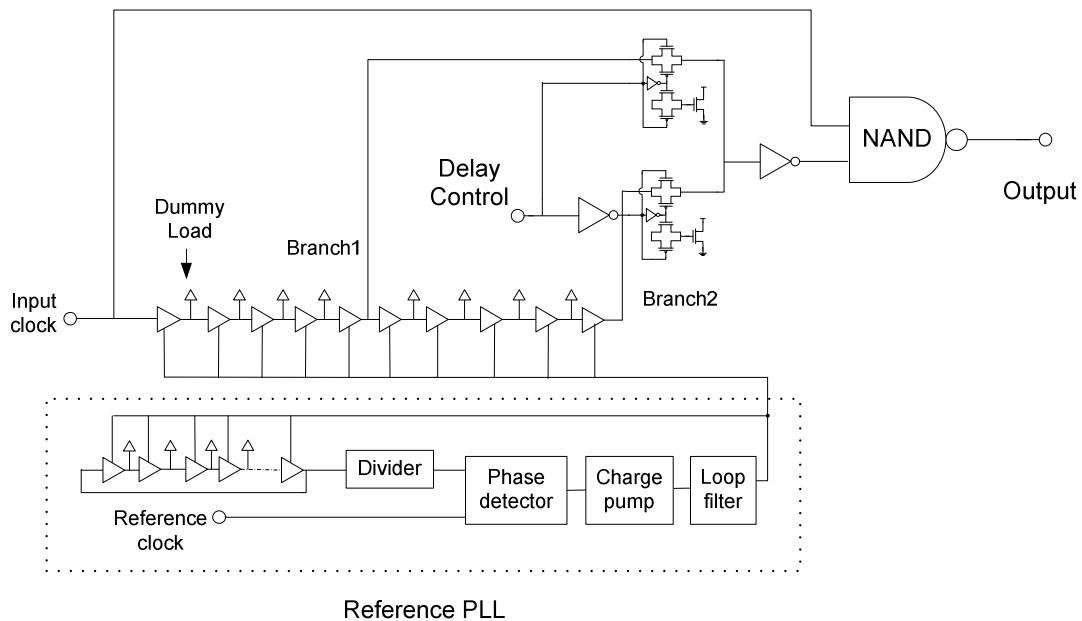 NAND
Output
Delay
Control
Dummy
Load
Branch1
Branch2
Input
clock
Divider
Phase
detector
Charge
pump
Loop
filter
Reference
clock
Reference PLL